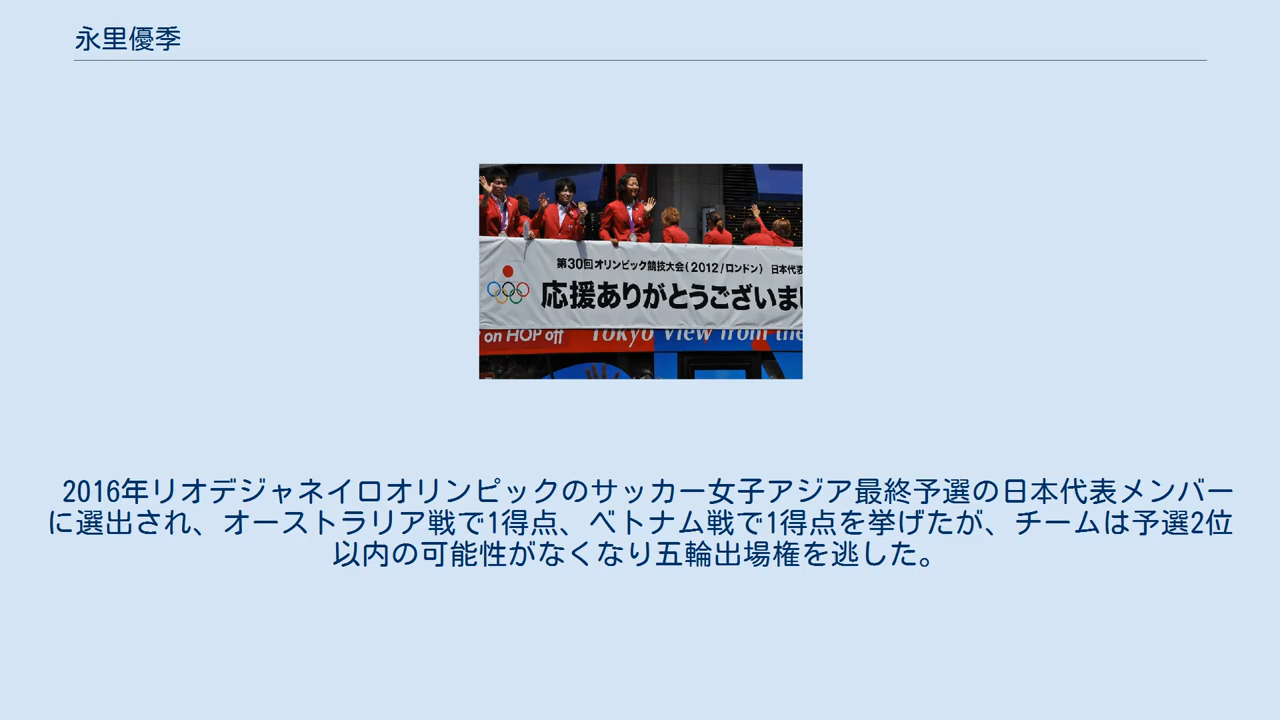 永里優季
第30回オリンピック競技大会(2012/ロンドン) 日本代表
応援ありがとうございまし
on HOP off Tokyo View from the
2016年リオデジャネイロオリンピックのサッカー女子アジア最終予選の日本代表メンバー
に選出され、オーストラリア戦で1得点、ベトナム戦で1得点を挙げたが、チームは予選2位
以内の可能性がなくなり五輪出場権を逃した。